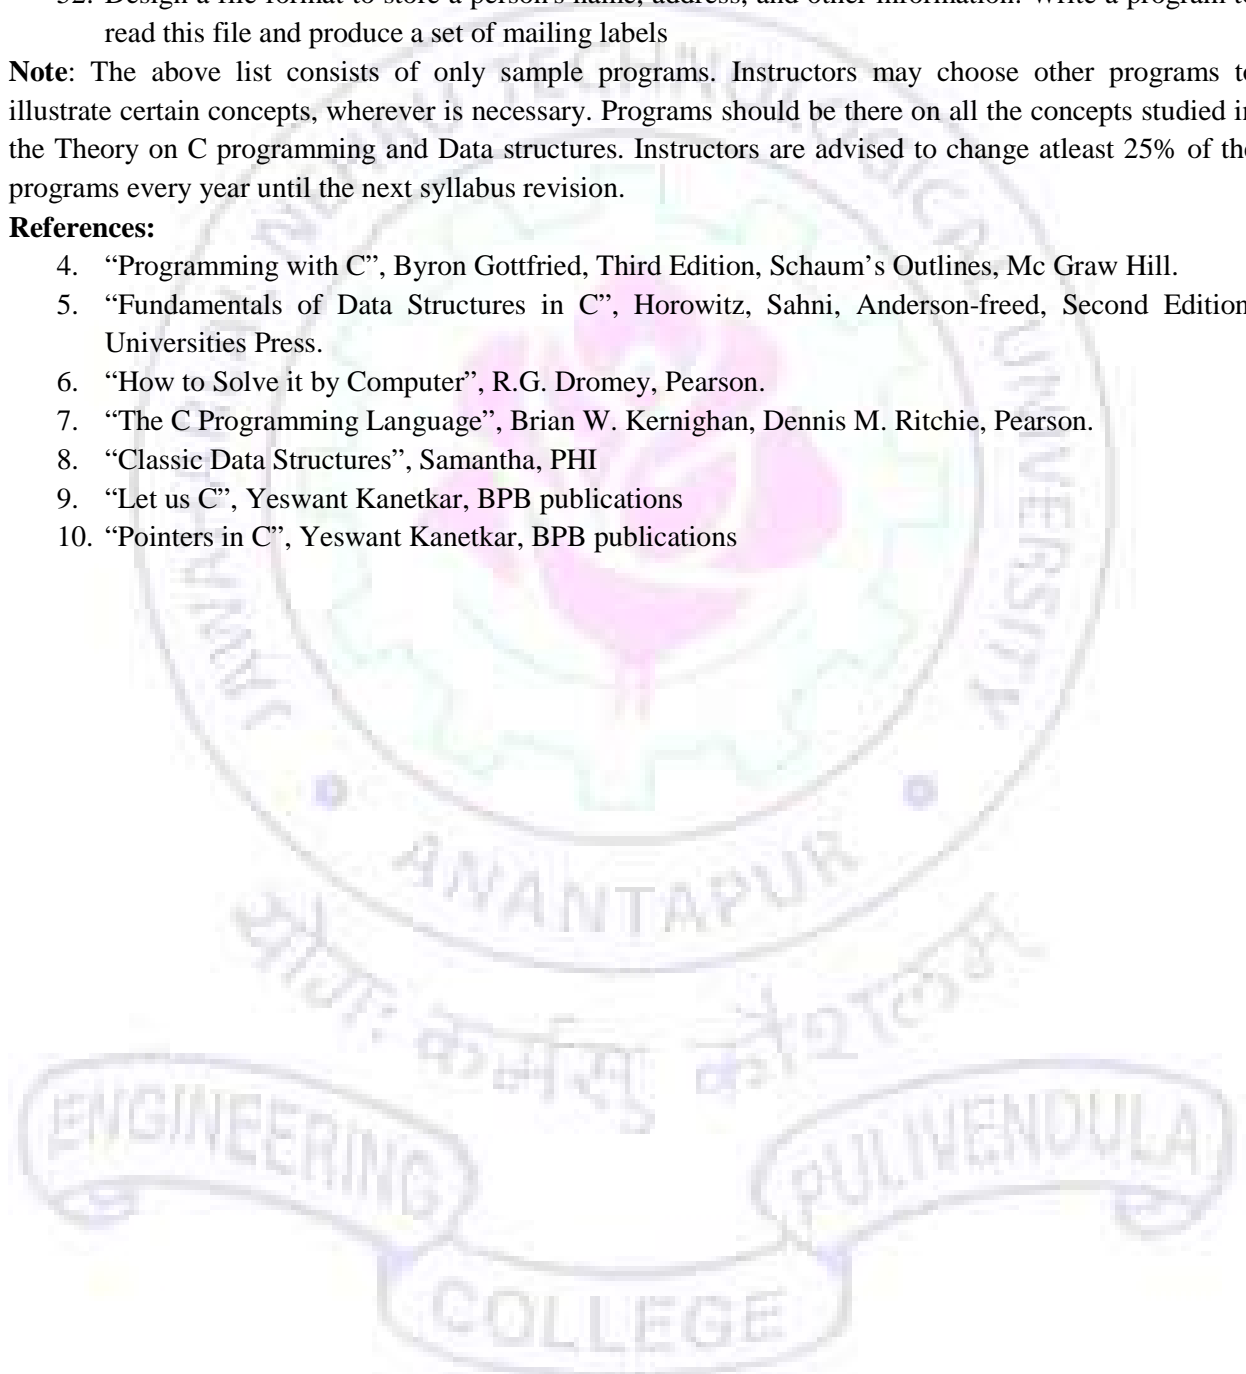 32. Design a file format to store a person's name, address, and other information. Write a program to
read this file and produce a set of mailing labels
Note: The above list consists of only sample programs. Instructors may choose other programs to
illustrate certain concepts, wherever is necessary. Programs should be there on all the concepts studied in
the Theory on C programming and Data structures. Instructors are advised to change atleast 25% of the
programs every year until the next syllabus revision.
References:
4. “Programming with C”, Byron Gottfried, Third Edition, Schaum’s Outlines, Mc Graw Hill.
5. “Fundamentals of Data Structures in C”, Horowitz, Sahni, Anderson-freed, Second Edition
Universities Press.
6. “How to Solve it by Computer”, R.G. Dromey, Pearson.
7. “The C Programming Language”, Brian W. Kernighan, Dennis M. Ritchie, Pearson.
8. “Classic Data Structures”, Samantha, PHI
9. “Let us C”, Yeswant Kanetkar, BPB publications
10. “Pointers in C”, Yeswant Kanetkar, BPB publications
JAWAHARLAL NEHRU TECHNOLOGICAL UNIVERSITY
ANANTAPUR
योगः कर्मसु कौशलम्
ENGINEERING
PULIVENDULA
COLLEGE